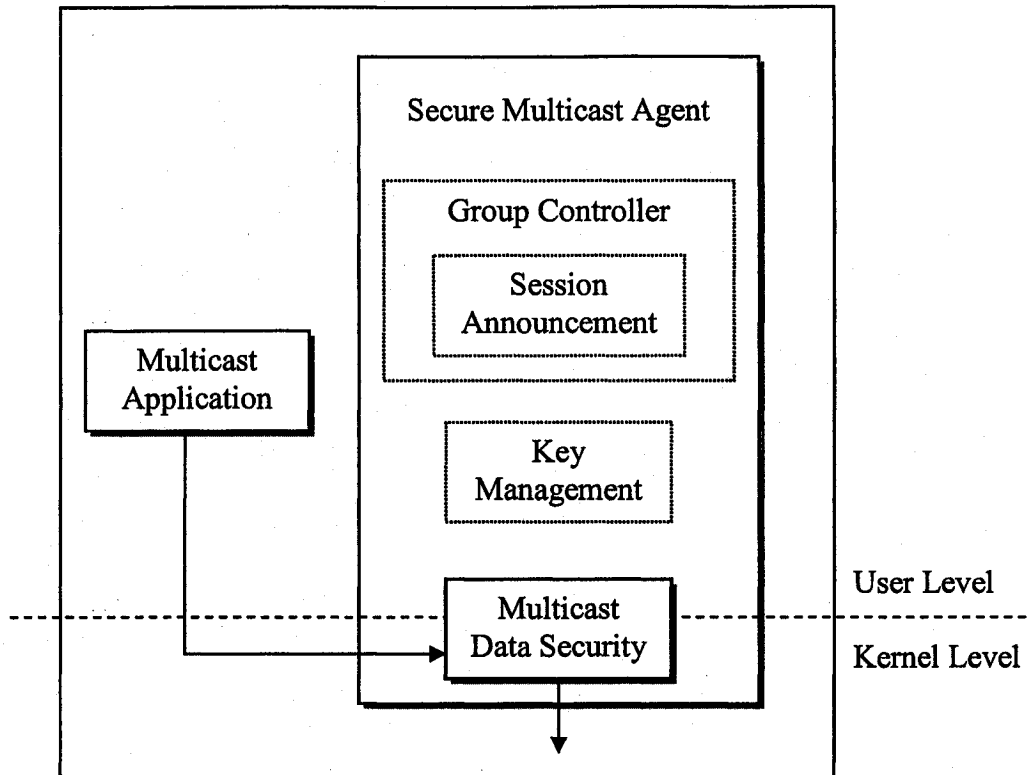 Secure Multicast Agent
Group Controller
Session
Announcement
Multicast
Application
Key
Management
User Level
Multicast
Data Security
Kernel Level